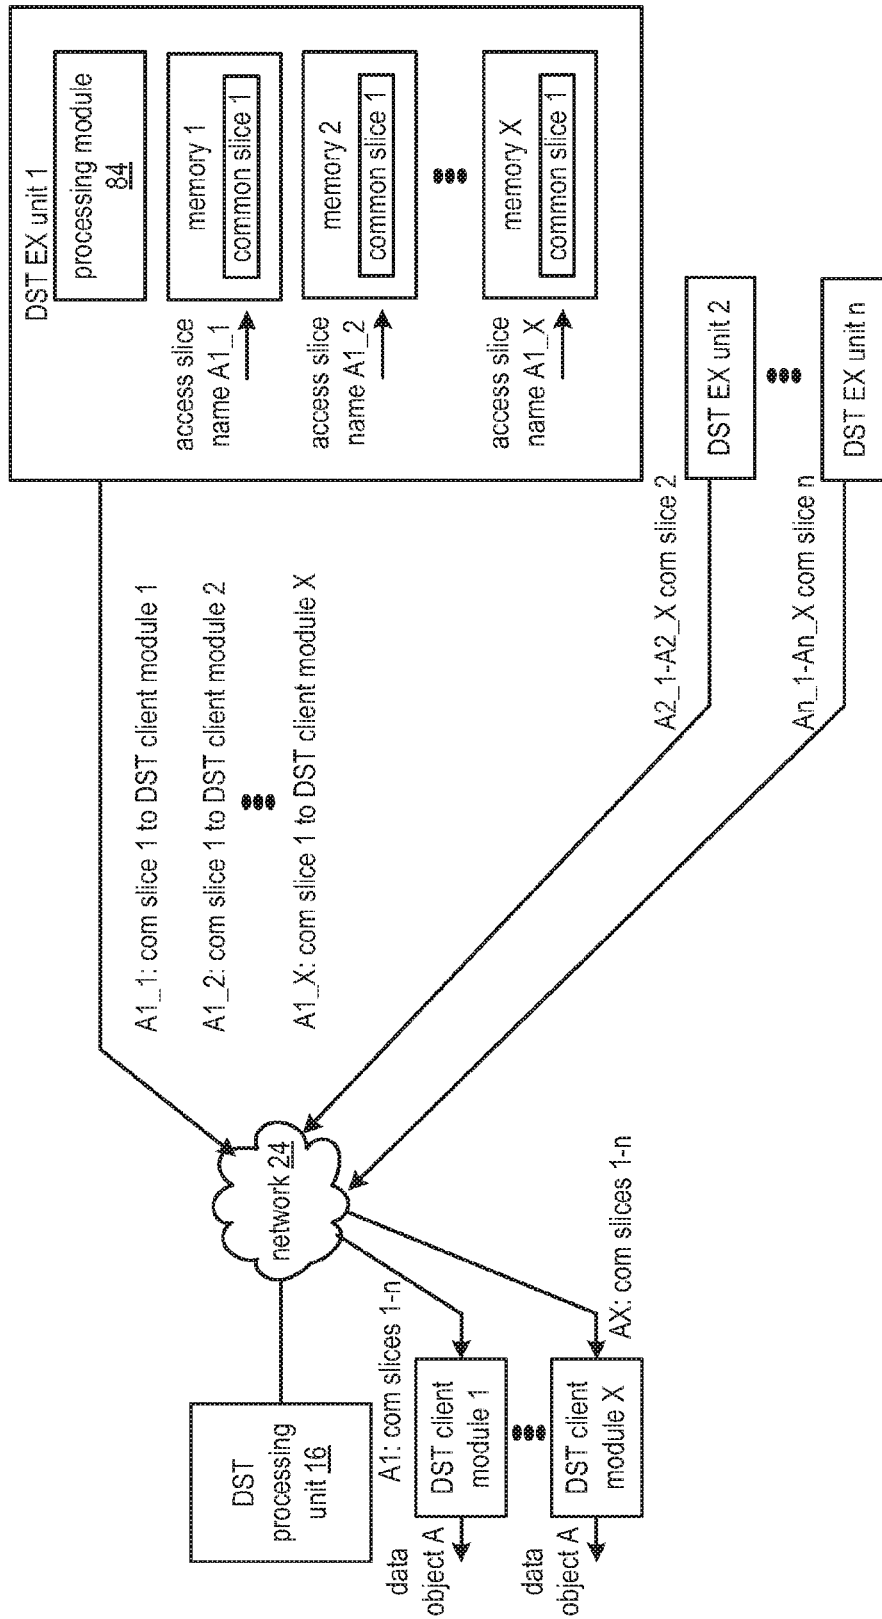 DST
processing
unit 16
network 24
data
object A
A1: com slices 1-n
DST client
module 1
data
object A
DST client
module X
AX: com slices 1-n
A1_1: com slice 1 to DST client module 1
A1_2: com slice 1 to DST client module 2
A1_X: com slice 1 to DST client module X
DST EX unit 1
processing module
84
access slice
name A1_1
memory 1
common slice 1
access slice
name A1_2
memory 2
common slice 1
access slice
name A1_X
memory X
common slice 1
A2_1-A2_X com slice 2
DST EX unit 2
An_1-An_X com slice n
DST EX unit n